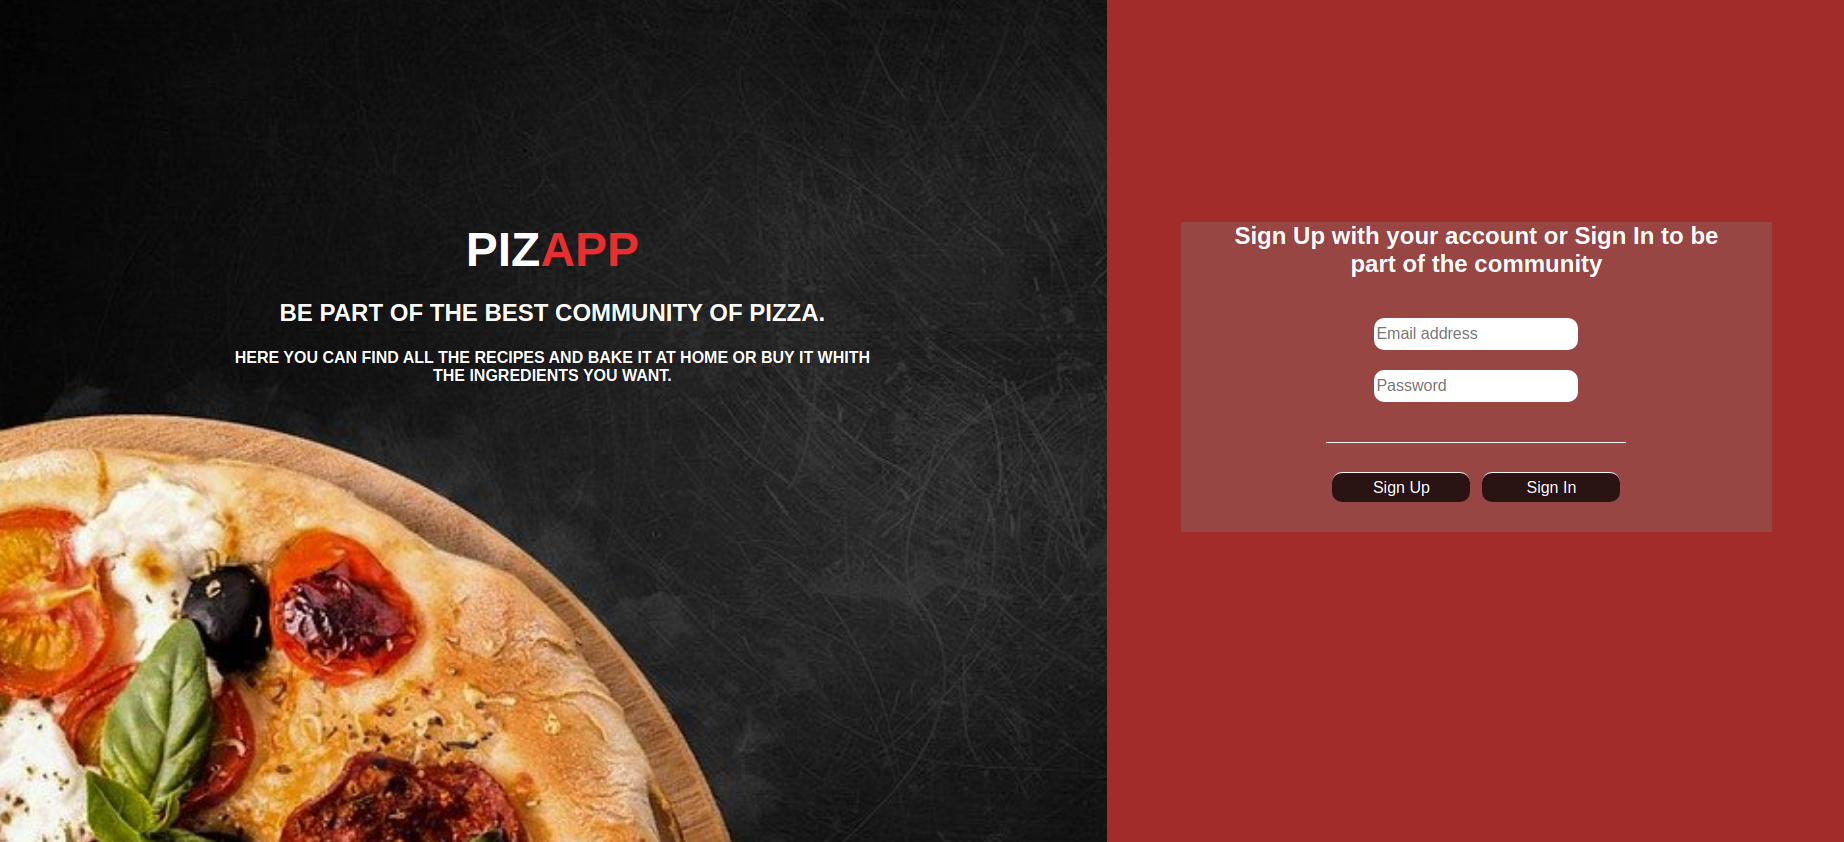 PIZAPP
BE PART OF THE BEST COMMUNITY OF PIZZA.
HERE YOU CAN FIND ALL THE RECIPES AND BAKE IT AT HOME OR BUY IT WHITH
THE INGREDIENTS YOU WANT.
Sign Up with your account or Sign In to be
part of the community
Email address
Password
Sign Up
Sign In